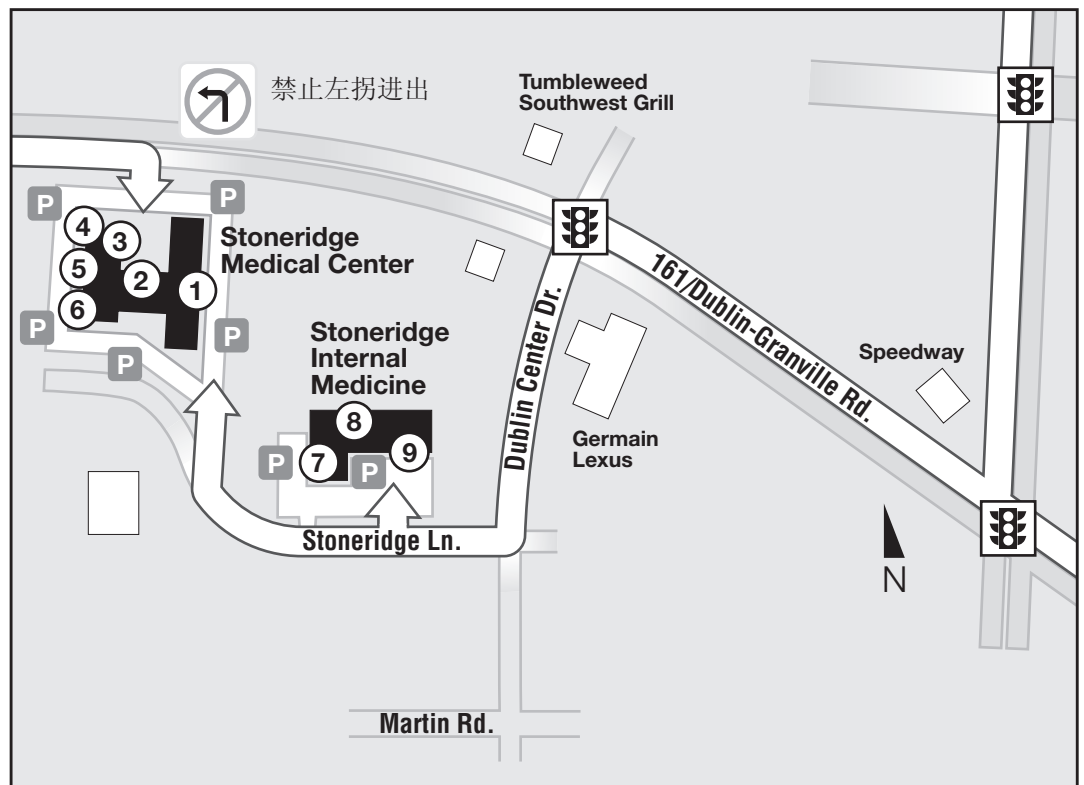 禁止左拐进出
Tumbleweed
Southwest Grill
P
P
4
3
Stoneridge
Medical Center
5
2
1
6
161/Dublin-Granville Rd.
P
P
P
Stoneridge
Internal
Medicine
Dublin Center Dr.
Speedway
8
Germain
Lexus
P
7
P
9
Stoneridge Ln.
N
Martin Rd.